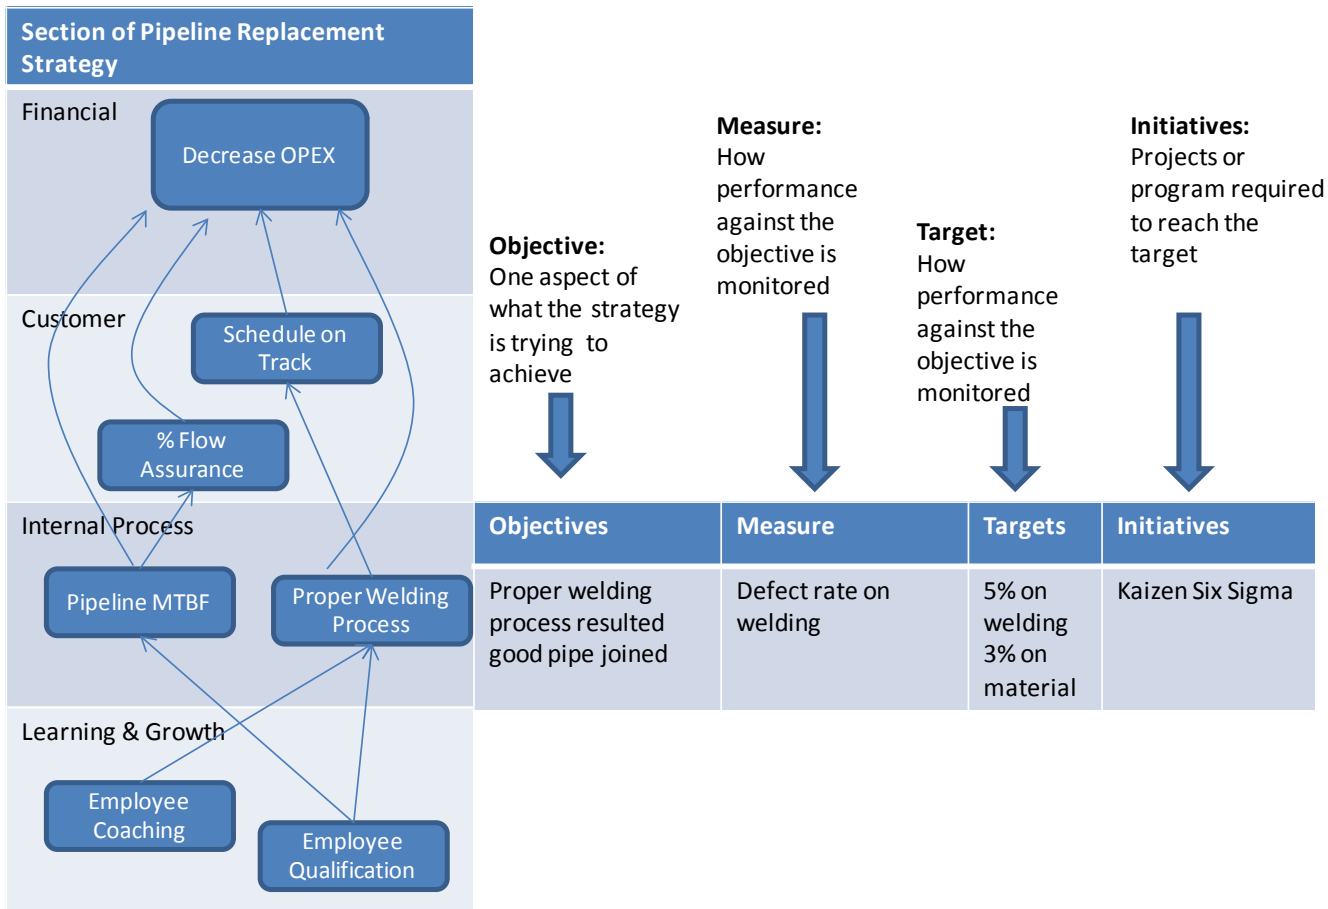 Section of Pipeline Replacement
Strategy
Financial
Decrease OPEX
Customer
Schedule on
Track
% Flow
Assurance
Internal Process
Pipeline MTBF
Proper Welding
Process
Learning & Growth
Employee
Coaching
Employee
Qualification
Objective:
One aspect of
what the strategy
is trying to
achieve
Measure:
How
performance
against the
objective is
monitored
Target:
How
performance
against the
objective is
monitored
Initiatives:
Projects or
program required
to reach the
target
Objectives
Measure
Targets
Initiatives
Proper welding
process resulted
good pipe joined
Defect rate on
welding
5% on
welding
3% on
material
Kaizen Six Sigma